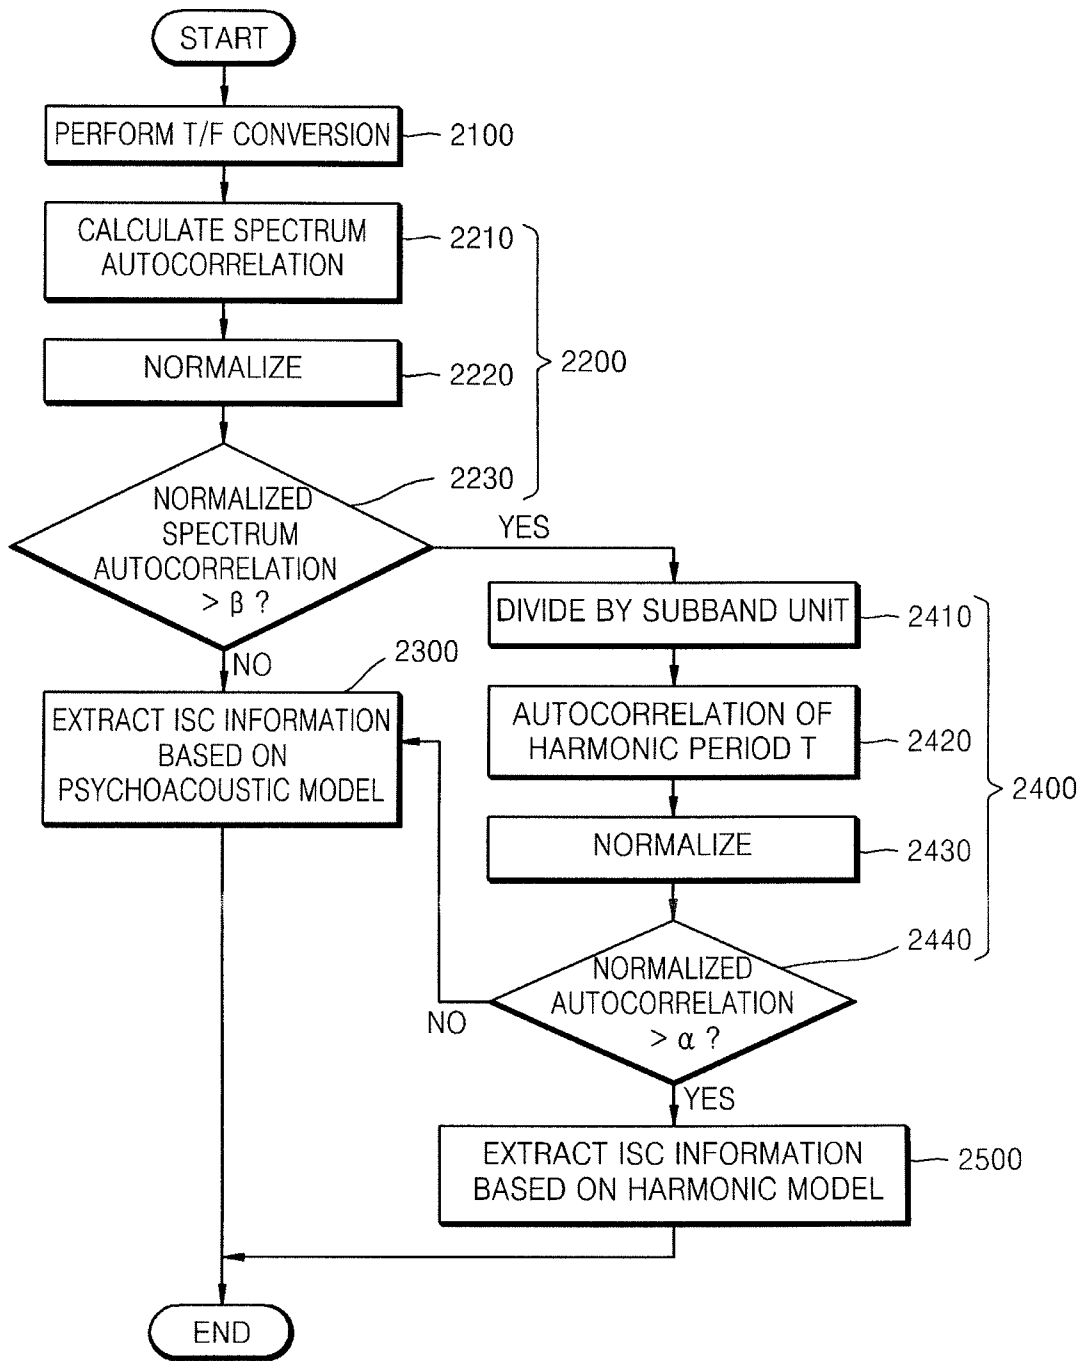 START
PERFORM T/F CONVERSION
2100
CALCULATE SPECTRUM
AUTOCORRELATION
2210
NORMALIZE
2220
2200
NORMALIZED
SPECTRUM
AUTOCORRELATION
> β ?
2230
YES
NO
DIVIDE BY SUBBAND UNIT
2410
2300
EXTRACT ISC INFORMATION
BASED ON
PSYCHOACOUSTIC MODEL
AUTOCORRELATION OF
HARMONIC PERIOD T
2420
2400
NORMALIZE
2430
NORMALIZED
AUTOCORRELATION
> α ?
2440
NO
YES
EXTRACT ISC INFORMATION
BASED ON HARMONIC MODEL
2500
END